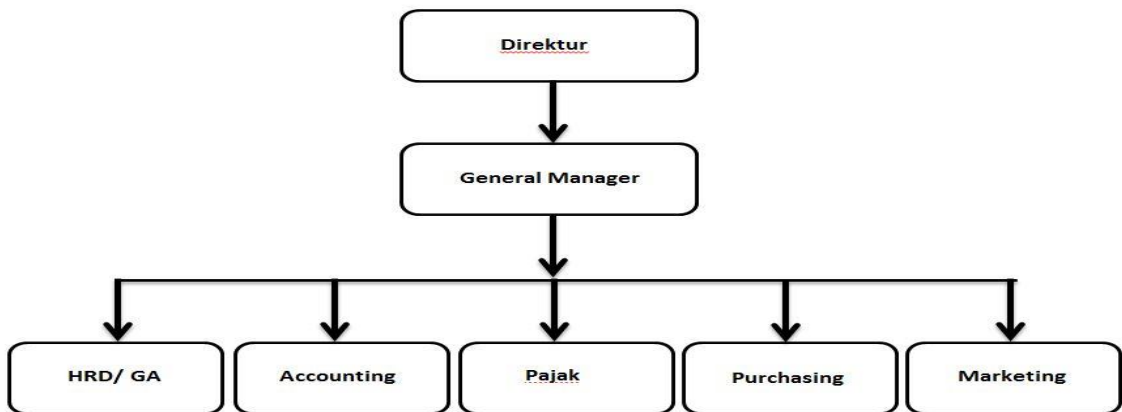 Direktur
General Manager
HRD/ GA
Accounting
Pajak
Purchasing
Marketing